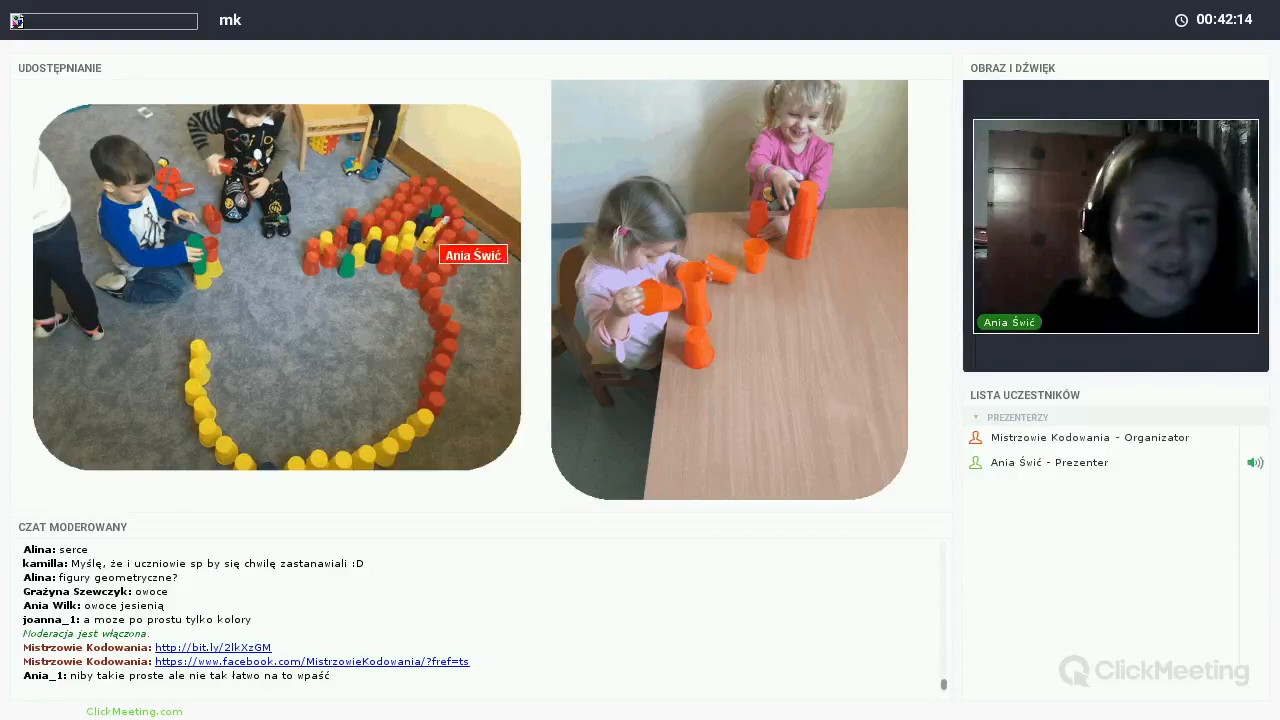 mk
00:42:14
UDOSTĘPNIANIE
OBRAZ I DŹWIĘK
Ania Świć
Ania Świć
LISTA UCZESTNIKÓW
PREZENTERZY
Mistrzowie Kodowania - Organizator
Ania Świć - Prezenter
CZAT MODEROWANY
Alina: serce
kamilla: Myślę, że i uczniowie sp by się chwilę zastanawiali :D
Alina: figury geometryczne?
Grażyna Szewczyk: owoce
Ania Wilk: owoce jesienią
joanna_1: a moze po prostu tylko kolory
Moderacja jest włączona.
Mistrzowie Kodowania: http://bit.ly/2lkXzGM
Mistrzowie Kodowania: https://www.facebook.com/MistrzowieKodowania/?fref=ts
Ania_1: niby takie proste ale nie tak łatwo na to wpaść
ClickMeeting
ClickMeeting.com